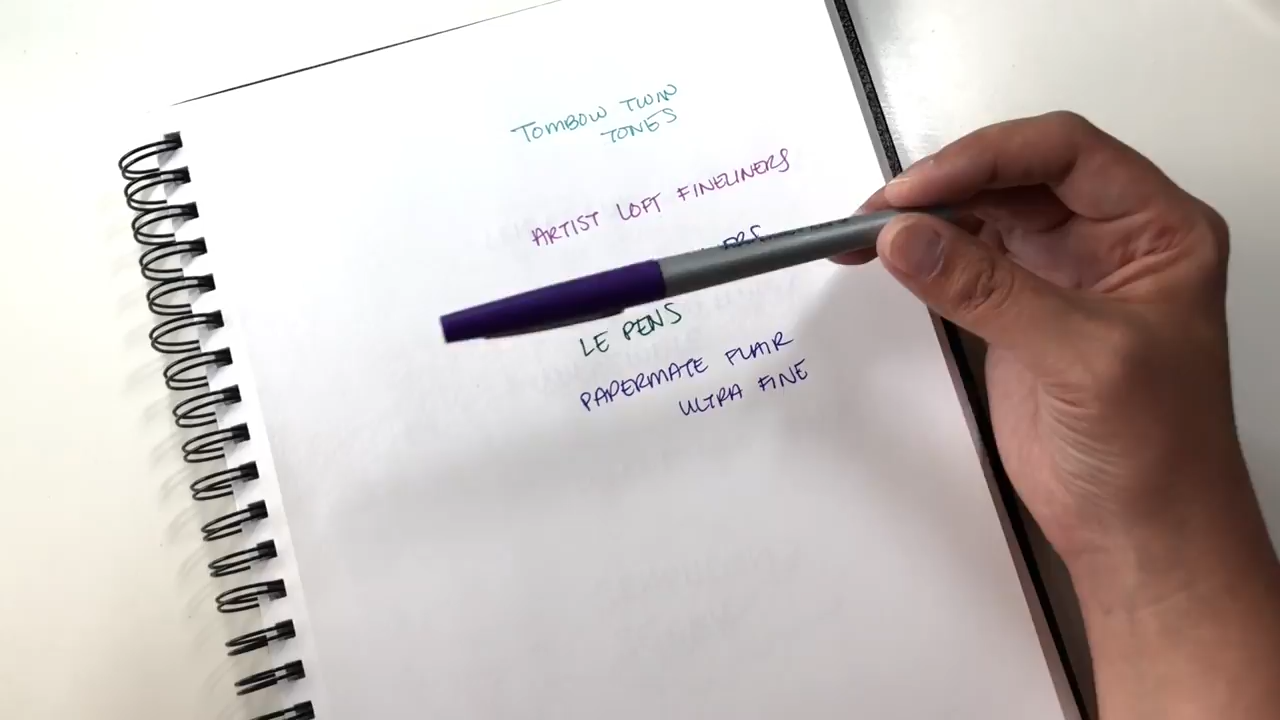 TOMBOW TWIN
TONES
ARTIST LOFT FINELINERS
LE PENS
PAPERMATE FLAIR
ULTRA FINE